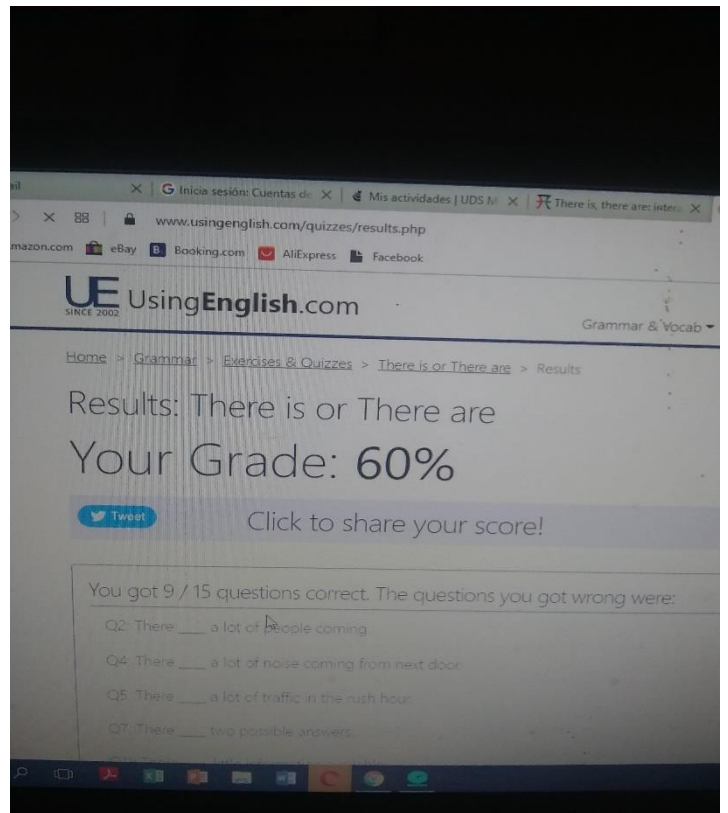 Inicia sesión: Cuentas de
Mis actividades | UDS M
There is, there are: inter
www.usingenglish.com/quizzes/results.php
mazon.com eBay B Booking.com AliExpress Facebook
UE UsingEnglish.com
SINCE 2002
Grammar & Vocab
Home > Grammar > Exercises & Quizzes > There is or There are > Results
Results: There is or There are
Your Grade: 60%
Tweet Click to share your score!
You got 9 / 15 questions correct. The questions you got wrong were:
Q2: There ___ a lot of people coming.
Q4: There ___ a lot of noise coming from next door.
Q5: There ___ a lot of traffic in the rush hour.
Q7: There ___ two possible answers.